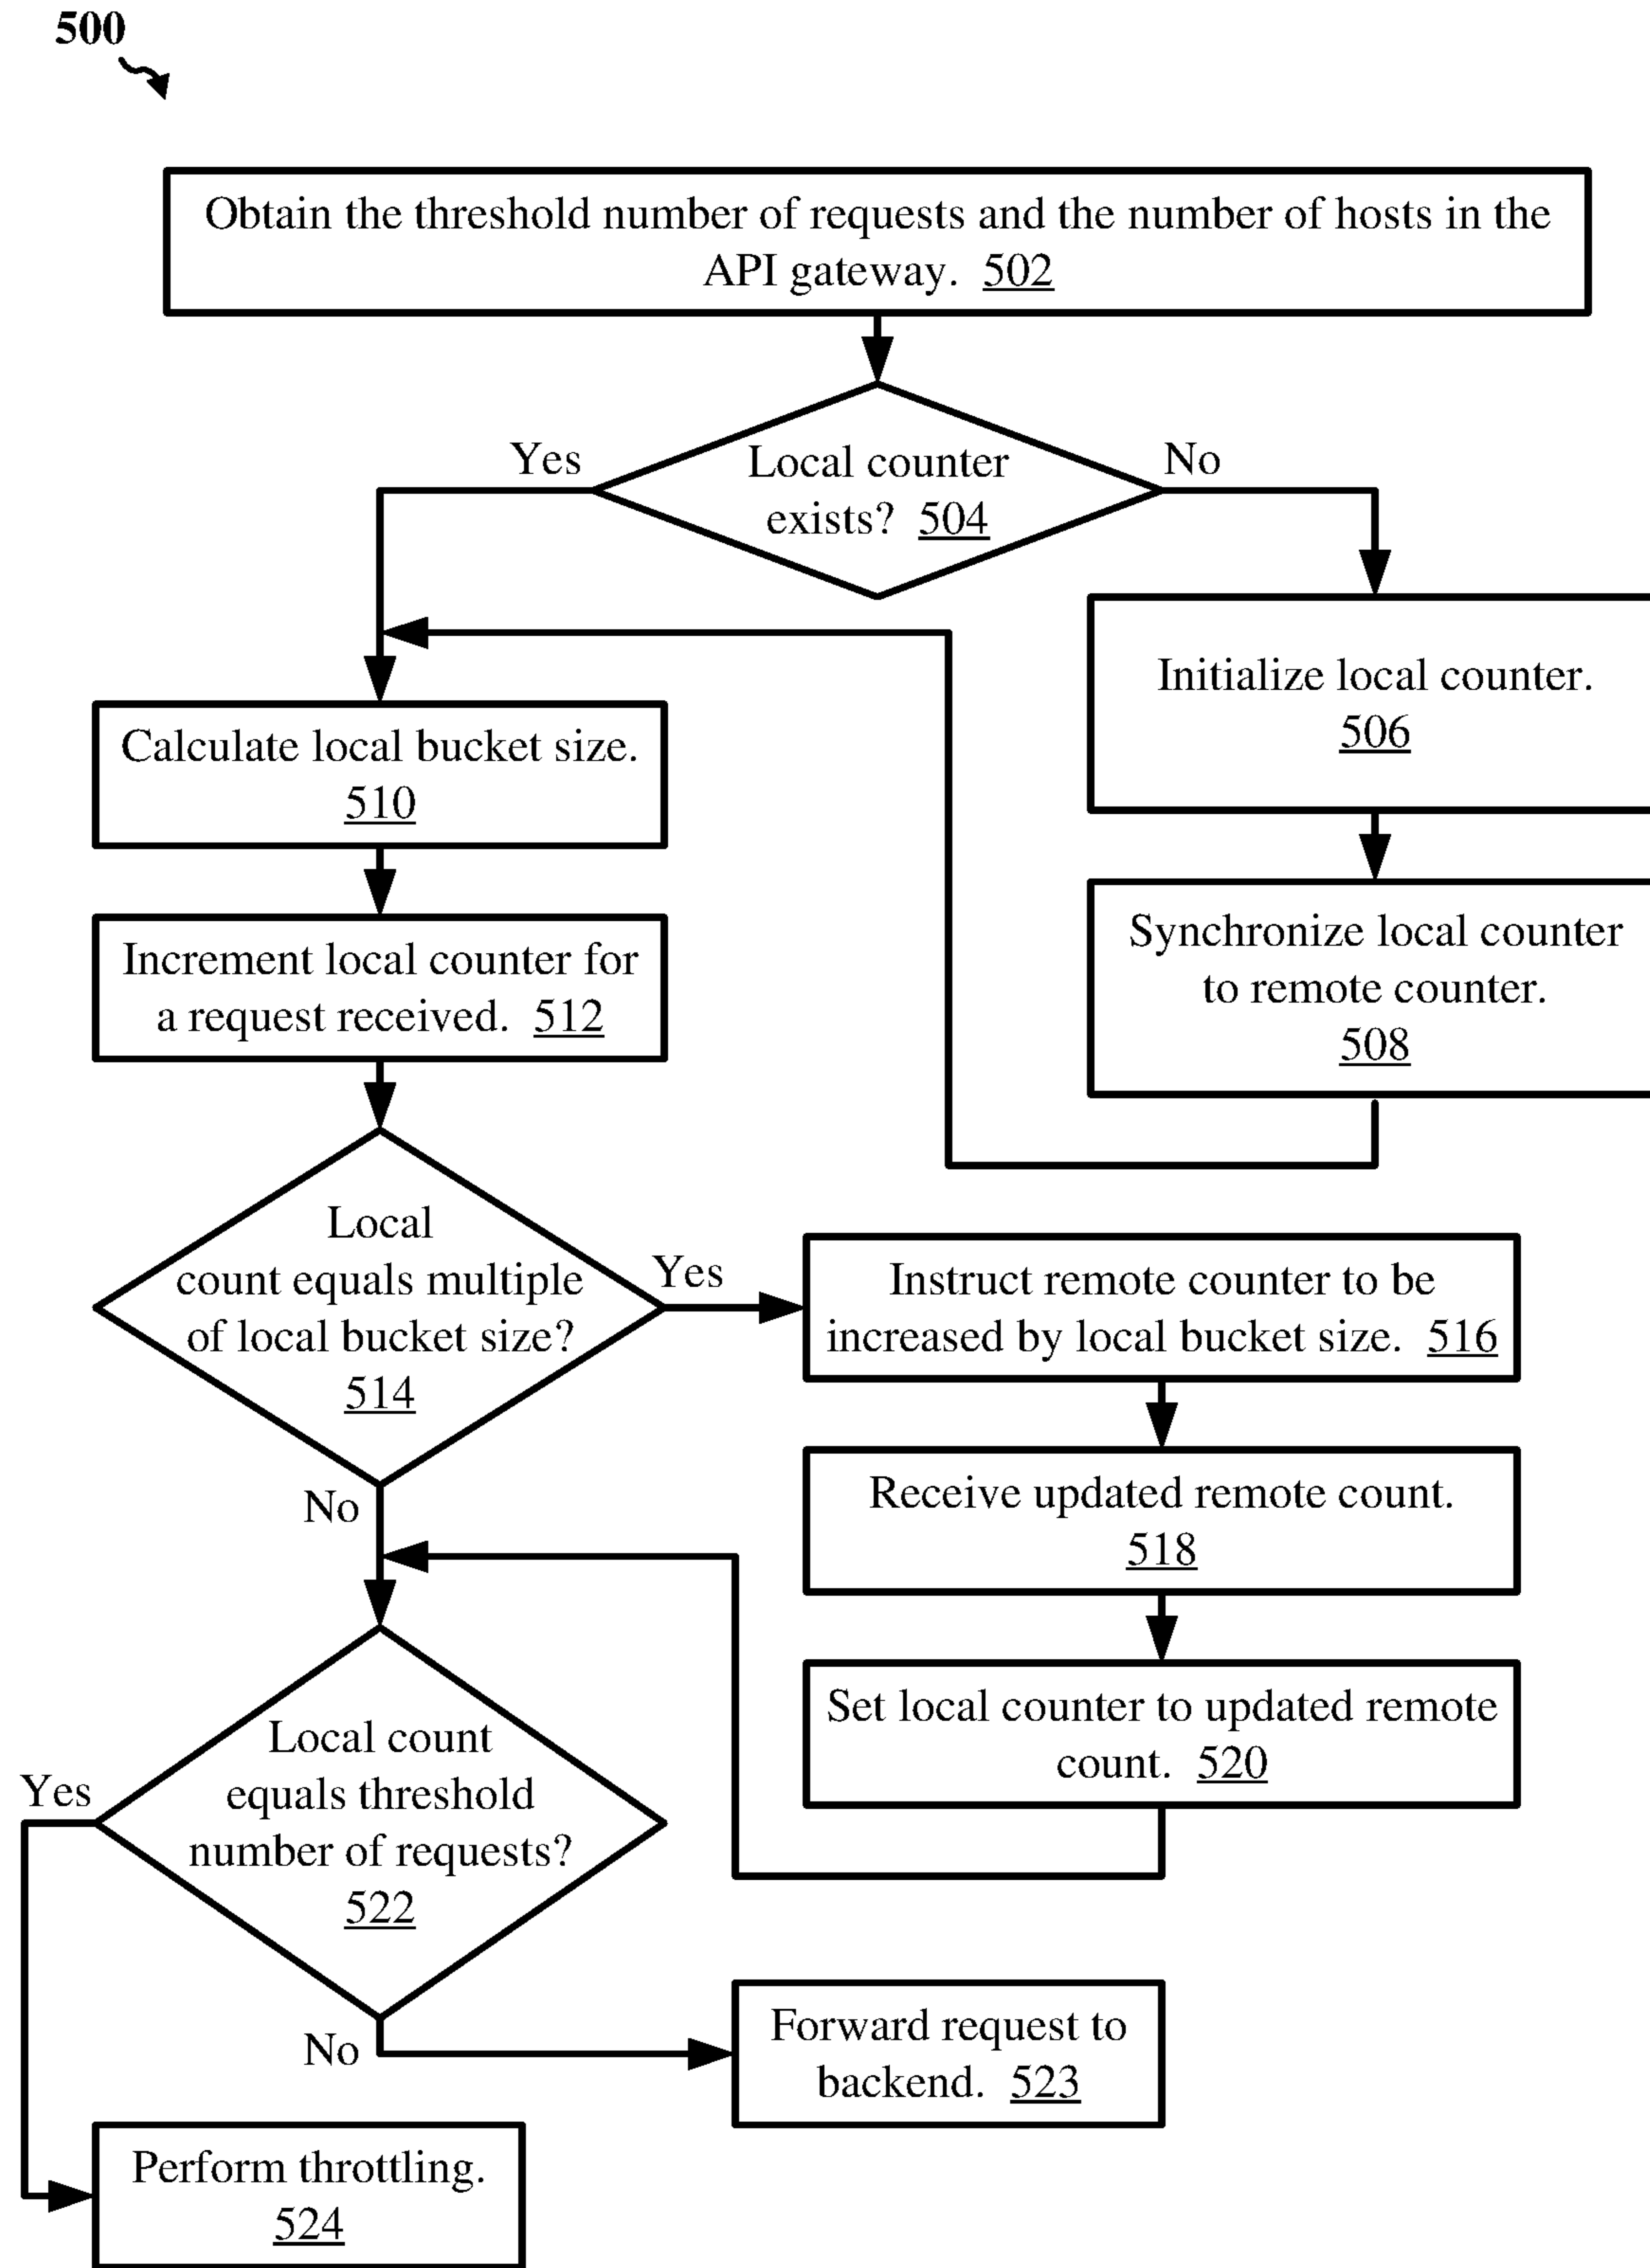 500
Obtain the threshold number of requests and the number of hosts in the
API gateway. 502
Yes
Local counter
exists? 504
No
Initialize local counter.
506
Calculate local bucket size.
510
Synchronize local counter
to remote counter.
508
Increment local counter for
a request received. 512
Local
count equals multiple
of local bucket size?
514
Yes
Instruct remote counter to be
increased by local bucket size. 516
No
Receive updated remote count.
518
Set local counter to updated remote
count. 520
Local count
equals threshold
number of requests?
522
Yes
No
Forward request to
backend. 523
Perform throttling.
524